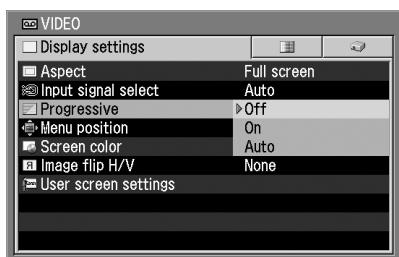 VIDEO
Display settings
Aspect Full screen
Input signal select Auto
Progressive Off
Menu position On
Screen color Auto
Image flip H/V None
User screen settings